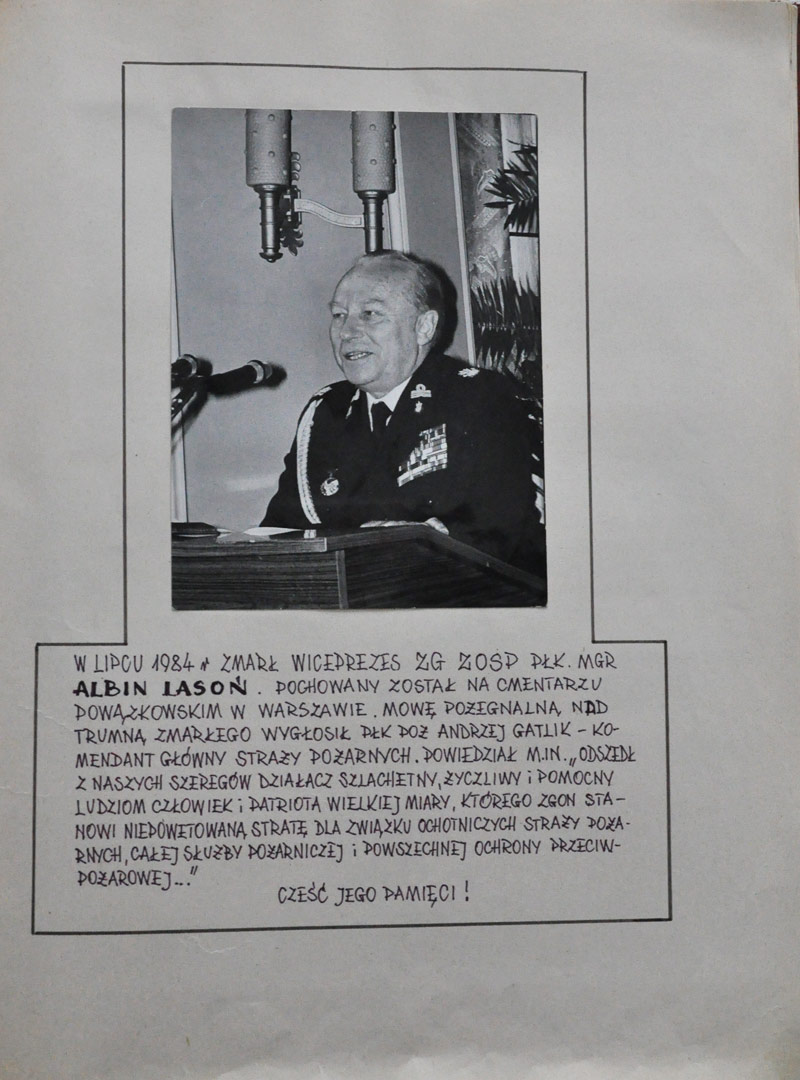 W LIPCU 1984 r ZMARŁ WICEPREZES ZG ZOSP PŁK. MGR
ALBIN LASOŃ. POCHOWANY ZOSTAŁ NA CMENTARZU
POWĄZKOWSKIM W WARSZAWIE. MOWĘ POŻEGNALNĄ NAD
TRUMNĄ ZMARŁEGO WYGŁOSIŁ PŁK POŻ ANDRZEJ GATLIK – KO-
MENDANT GŁÓWNY STRAŻY POŻARNYCH. POWIEDZIAŁ M.IN. „ODSZEDŁ
Z NASZYCH SZEREGÓW DZIAŁACZ SZLACHETNY, ŻYCZLIWY i POMOCNY
LUDZIOM CZŁOWIEK i PATRIOTA WIELKIEJ MIARY, KTÓREGO ZGON STA-
NOWI NIEPOWETOWANĄ STRATĘ DLA ZWIĄZKU OCHOTNICZYCH STRAŻY POŻA-
RNYCH, CAŁEJ SŁUŻBY POŻARNICZEJ i POWSZECHNEJ OCHRONY PRZECIW-
POŻAROWEJ..."
CZEŚĆ JEGO PAMIĘCI!